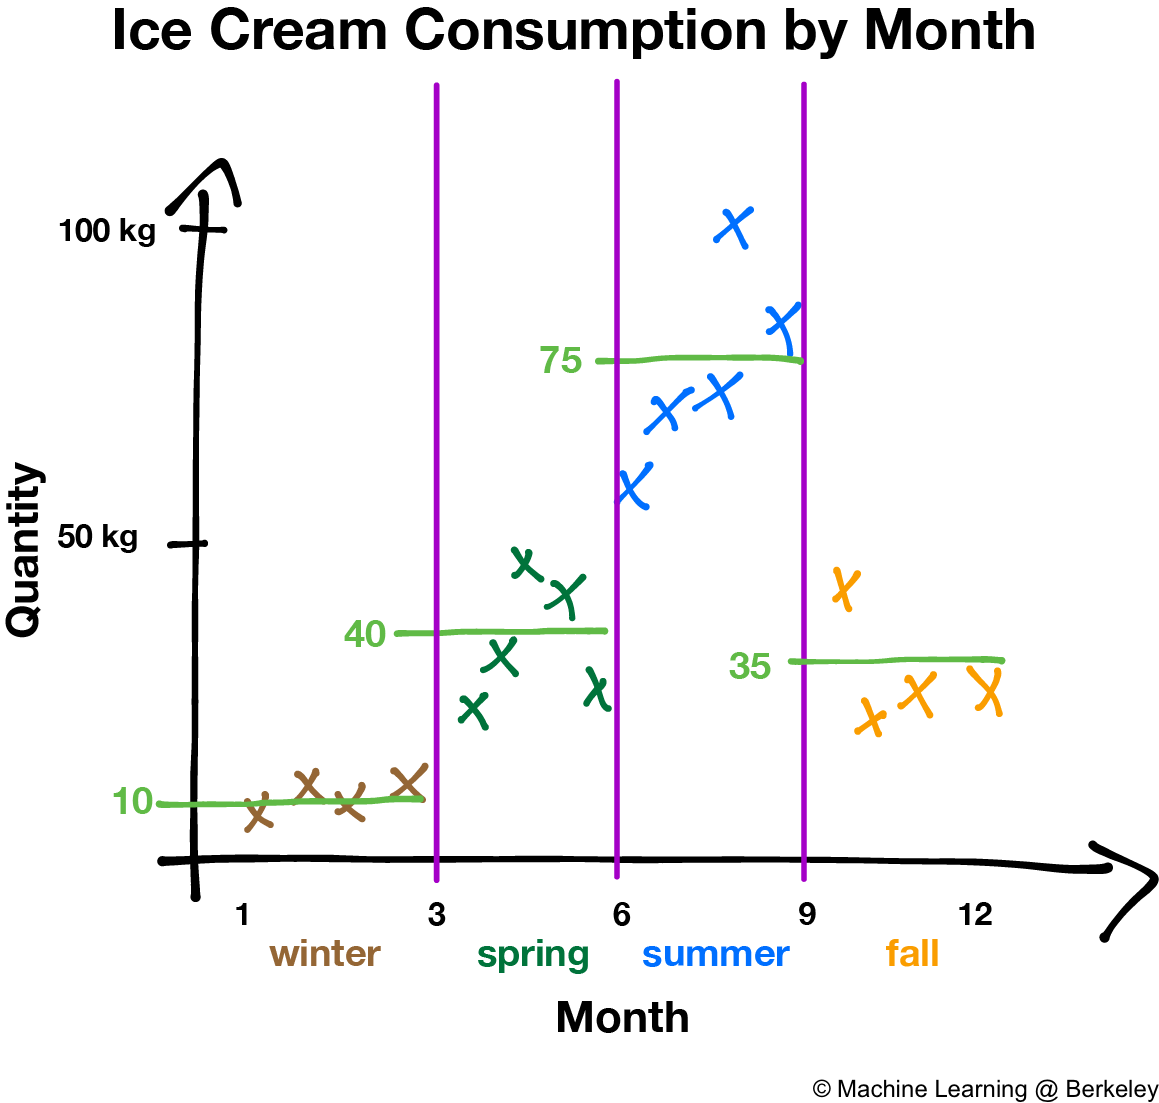 Ice Cream Consumption by Month
100 kg
75
50 kg
Quantity
40
35
10
1 3 6 9 12
winter spring summer fall
Month
© Machine Learning @ Berkeley